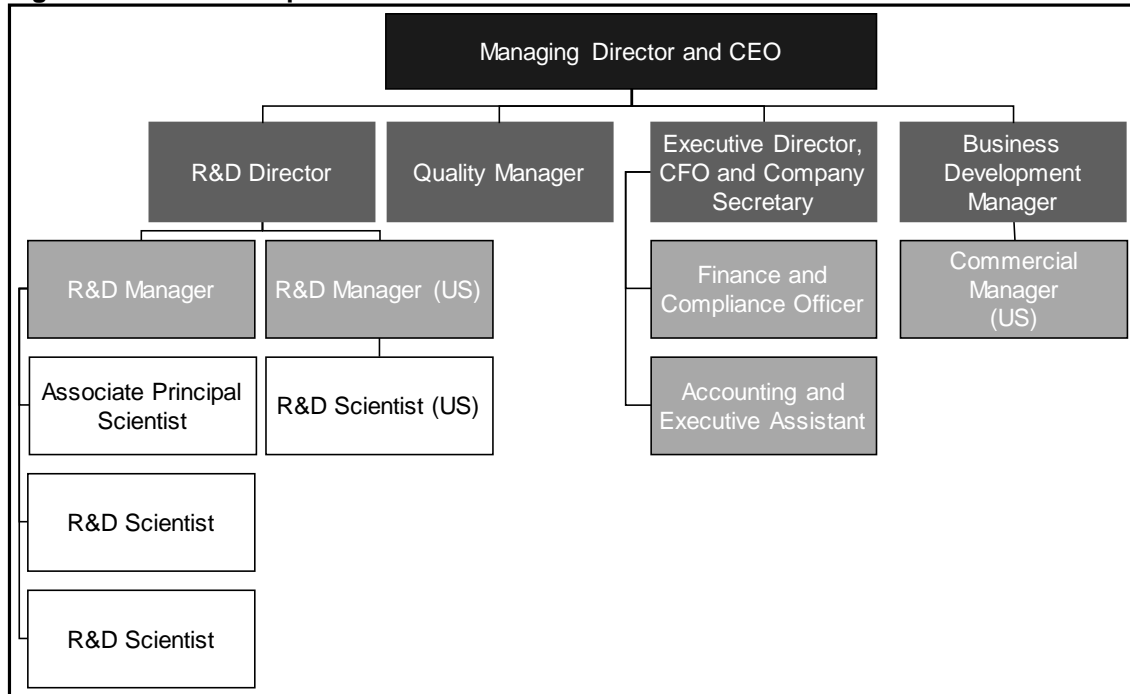 Managing Director and CEO
R&D Director
Quality Manager
Executive Director,
CFO and Company
Secretary
Business
Development
Manager
R&D Manager
R&D Manager (US)
Finance and
Compliance Officer
Commercial
Manager
(US)
Associate Principal
Scientist
R&D Scientist (US)
Accounting and
Executive Assistant
R&D Scientist
R&D Scientist